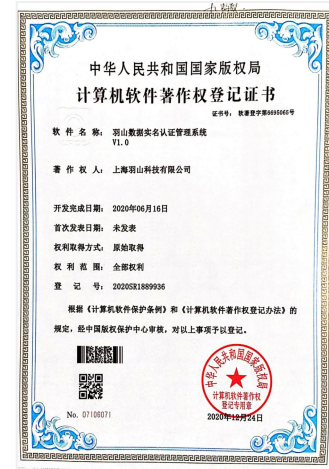 中华人民共和国国家版权局
计算机软件著作权登记证书
证书号： 软著登字第6695065号
软件名称： 羽山数据实名认证管理系统
V1.0
著作权人： 上海羽山科技有限公司
开发完成日期： 2020年06月16日
首次发表日期： 未发表
权利取得方式： 原始取得
权利范围： 全部权利
登记号： 2020SR1889936
根据《计算机软件保护条例》和《计算机软件著作权登记办法》的
规定，经中国版权保护中心审核，对以上事项予以登记。
中华人民共和国国家版权局
计算机软件著作权
登记专用章
No. 07106071
2020年12月24日